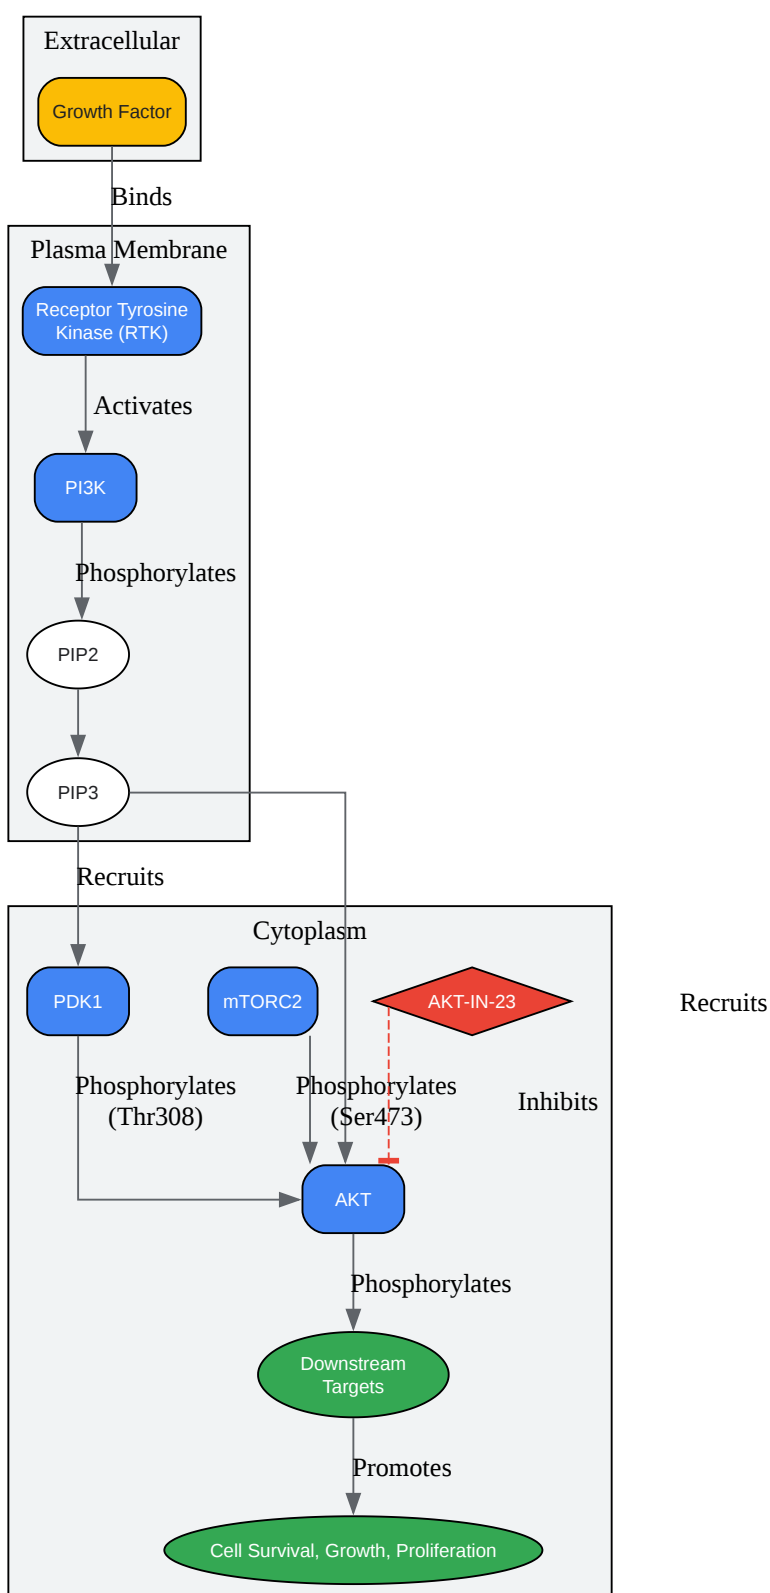 Extracellular
Growth Factor
Binds
Plasma Membrane
Receptor Tyrosine
Kinase (RTK)
Activates
PI3K
Phosphorylates
PIP2
PIP3
Recruits
Cytoplasm
PDK1
mTORC2
AKT-IN-23
Recruits
Phosphorylates
(Thr308)
Phosphorylates
(Ser473)
Inhibits
AKT
Phosphorylates
Downstream
Targets
Promotes
Cell Survival, Growth, Proliferation